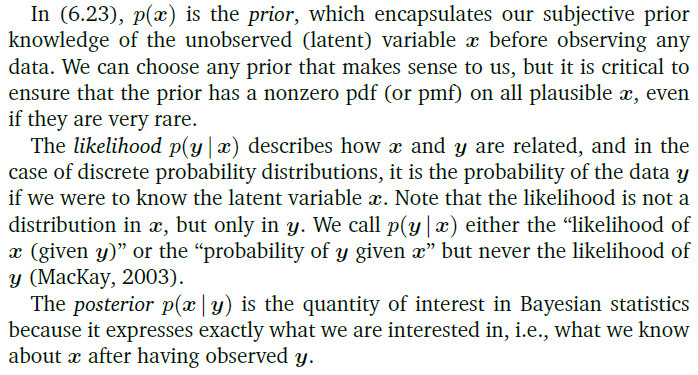 In (6.23), p(x) is the prior, which encapsulates our subjective prior
knowledge of the unobserved (latent) variable x before observing any
data. We can choose any prior that makes sense to us, but it is critical to
ensure that the prior has a nonzero pdf (or pmf) on all plausible x, even
if they are very rare.
The likelihood p(y | x) describes how x and y are related, and in the
case of discrete probability distributions, it is the probability of the data y
if we were to know the latent variable x. Note that the likelihood is not a
distribution in x, but only in y. We call p(y | x) either the “likelihood of
x (given y)” or the “probability of y given x” but never the likelihood of
y (MacKay, 2003).
The posterior p(x | y) is the quantity of interest in Bayesian statistics
because it expresses exactly what we are interested in, i.e., what we know
about x after having observed y.